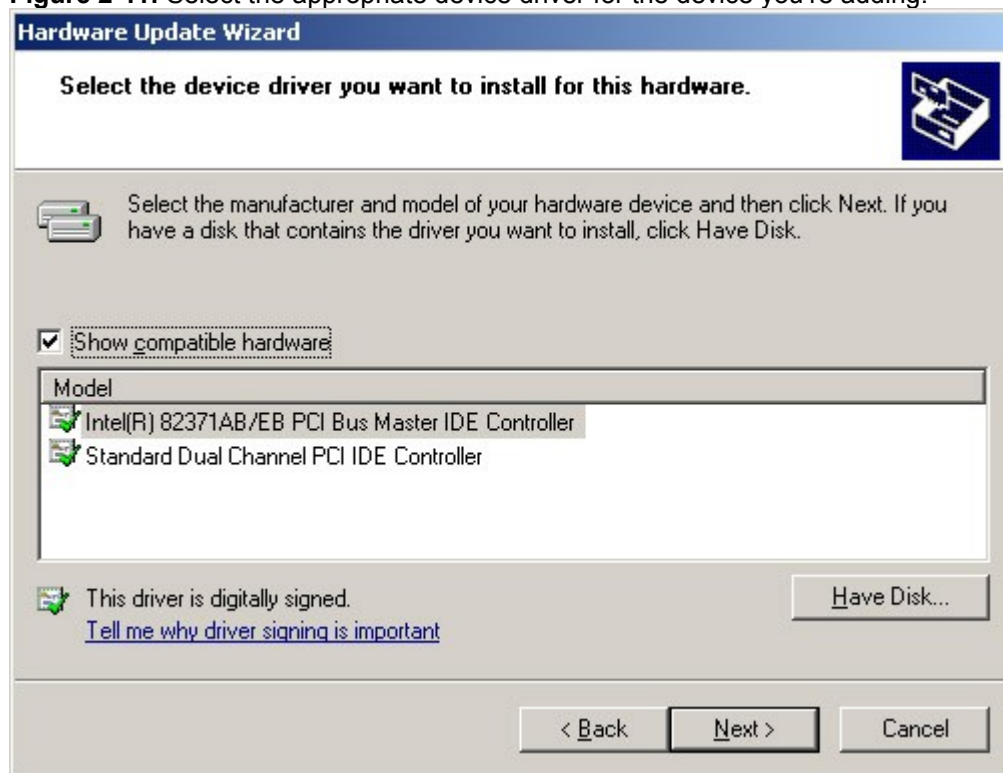 Figure 2-11: Select the appropriate device driver for the device you're adding.
Hardware Update Wizard
Select the device driver you want to install for this hardware.
Select the manufacturer and model of your hardware device and then click Next. If you
have a disk that contains the driver you want to install, click Have Disk.
Show compatible hardware
Model
Intel(R) 82371AB/EB PCI Bus Master IDE Controller
Standard Dual Channel PCI IDE Controller
This driver is digitally signed.
Have Disk...
Tell me why driver signing is important
< Back Next > Cancel